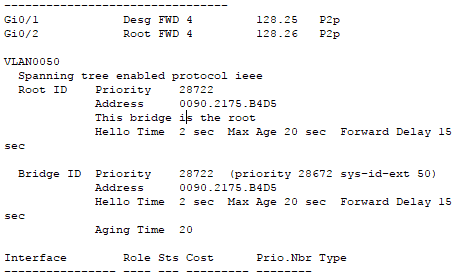 --------------------------------
Gi0/1            Desg FWD 4         128.25   P2p
Gi0/2            Root FWD 4         128.26   P2p

VLAN0050
  Spanning tree enabled protocol ieee
  Root ID    Priority    28722
             Address     0090.2175.B4D5
             This bridge is the root
             Hello Time  2 sec  Max Age 20 sec  Forward Delay 15
sec

  Bridge ID  Priority    28722  (priority 28672 sys-id-ext 50)
             Address     0090.2175.B4D5
             Hello Time  2 sec  Max Age 20 sec  Forward Delay 15
sec
             Aging Time  20

Interface        Role Sts Cost      Prio.Nbr Type
---------------- ---- --- --------- --------